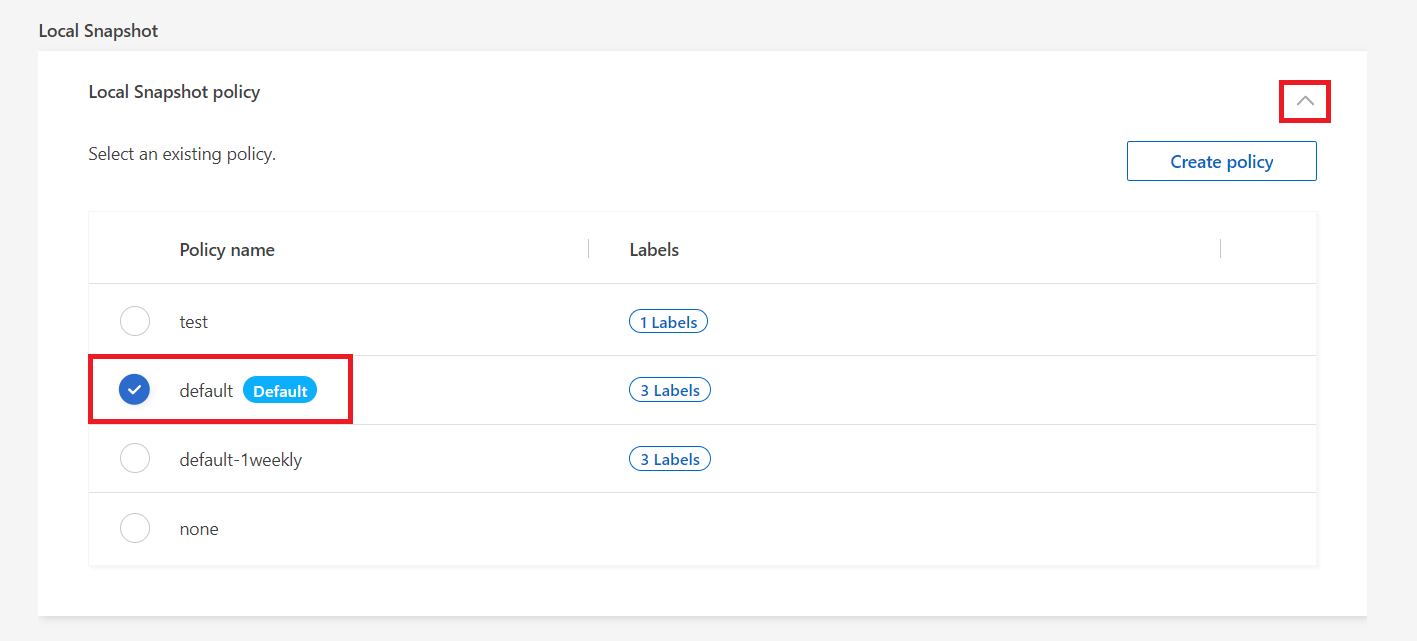 Local Snapshot
Local Snapshot policy
Select an existing policy.
Create policy
Policy name Labels
test 1 Labels
default Default 3 Labels
default-1weekly 3 Labels
none